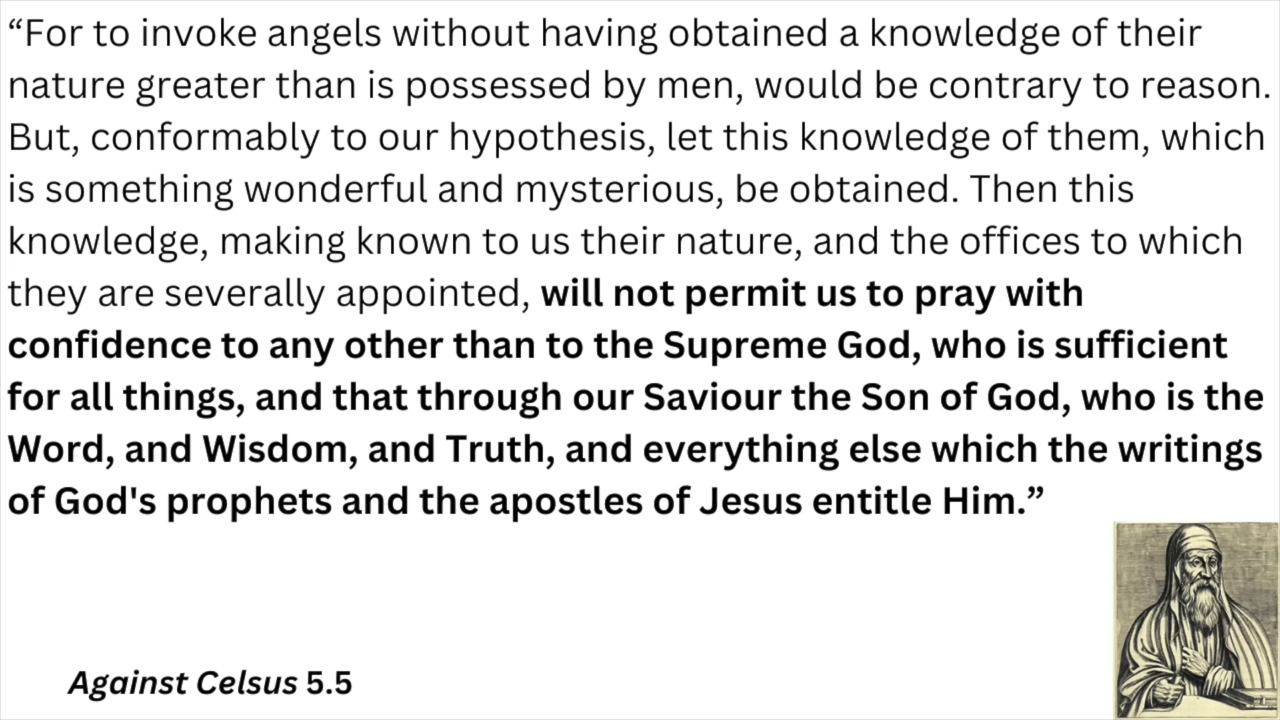 “For to invoke angels without having obtained a knowledge of their
nature greater than is possessed by men, would be contrary to reason.
But, conformably to our hypothesis, let this knowledge of them, which
is something wonderful and mysterious, be obtained. Then this
knowledge, making known to us their nature, and the offices to which
they are severally appointed, will not permit us to pray with
confidence to any other than to the Supreme God, who is sufficient
for all things, and that through our Saviour the Son of God, who is the
Word, and Wisdom, and Truth, and everything else which the writings
of God's prophets and the apostles of Jesus entitle Him.”
Against Celsus 5.5